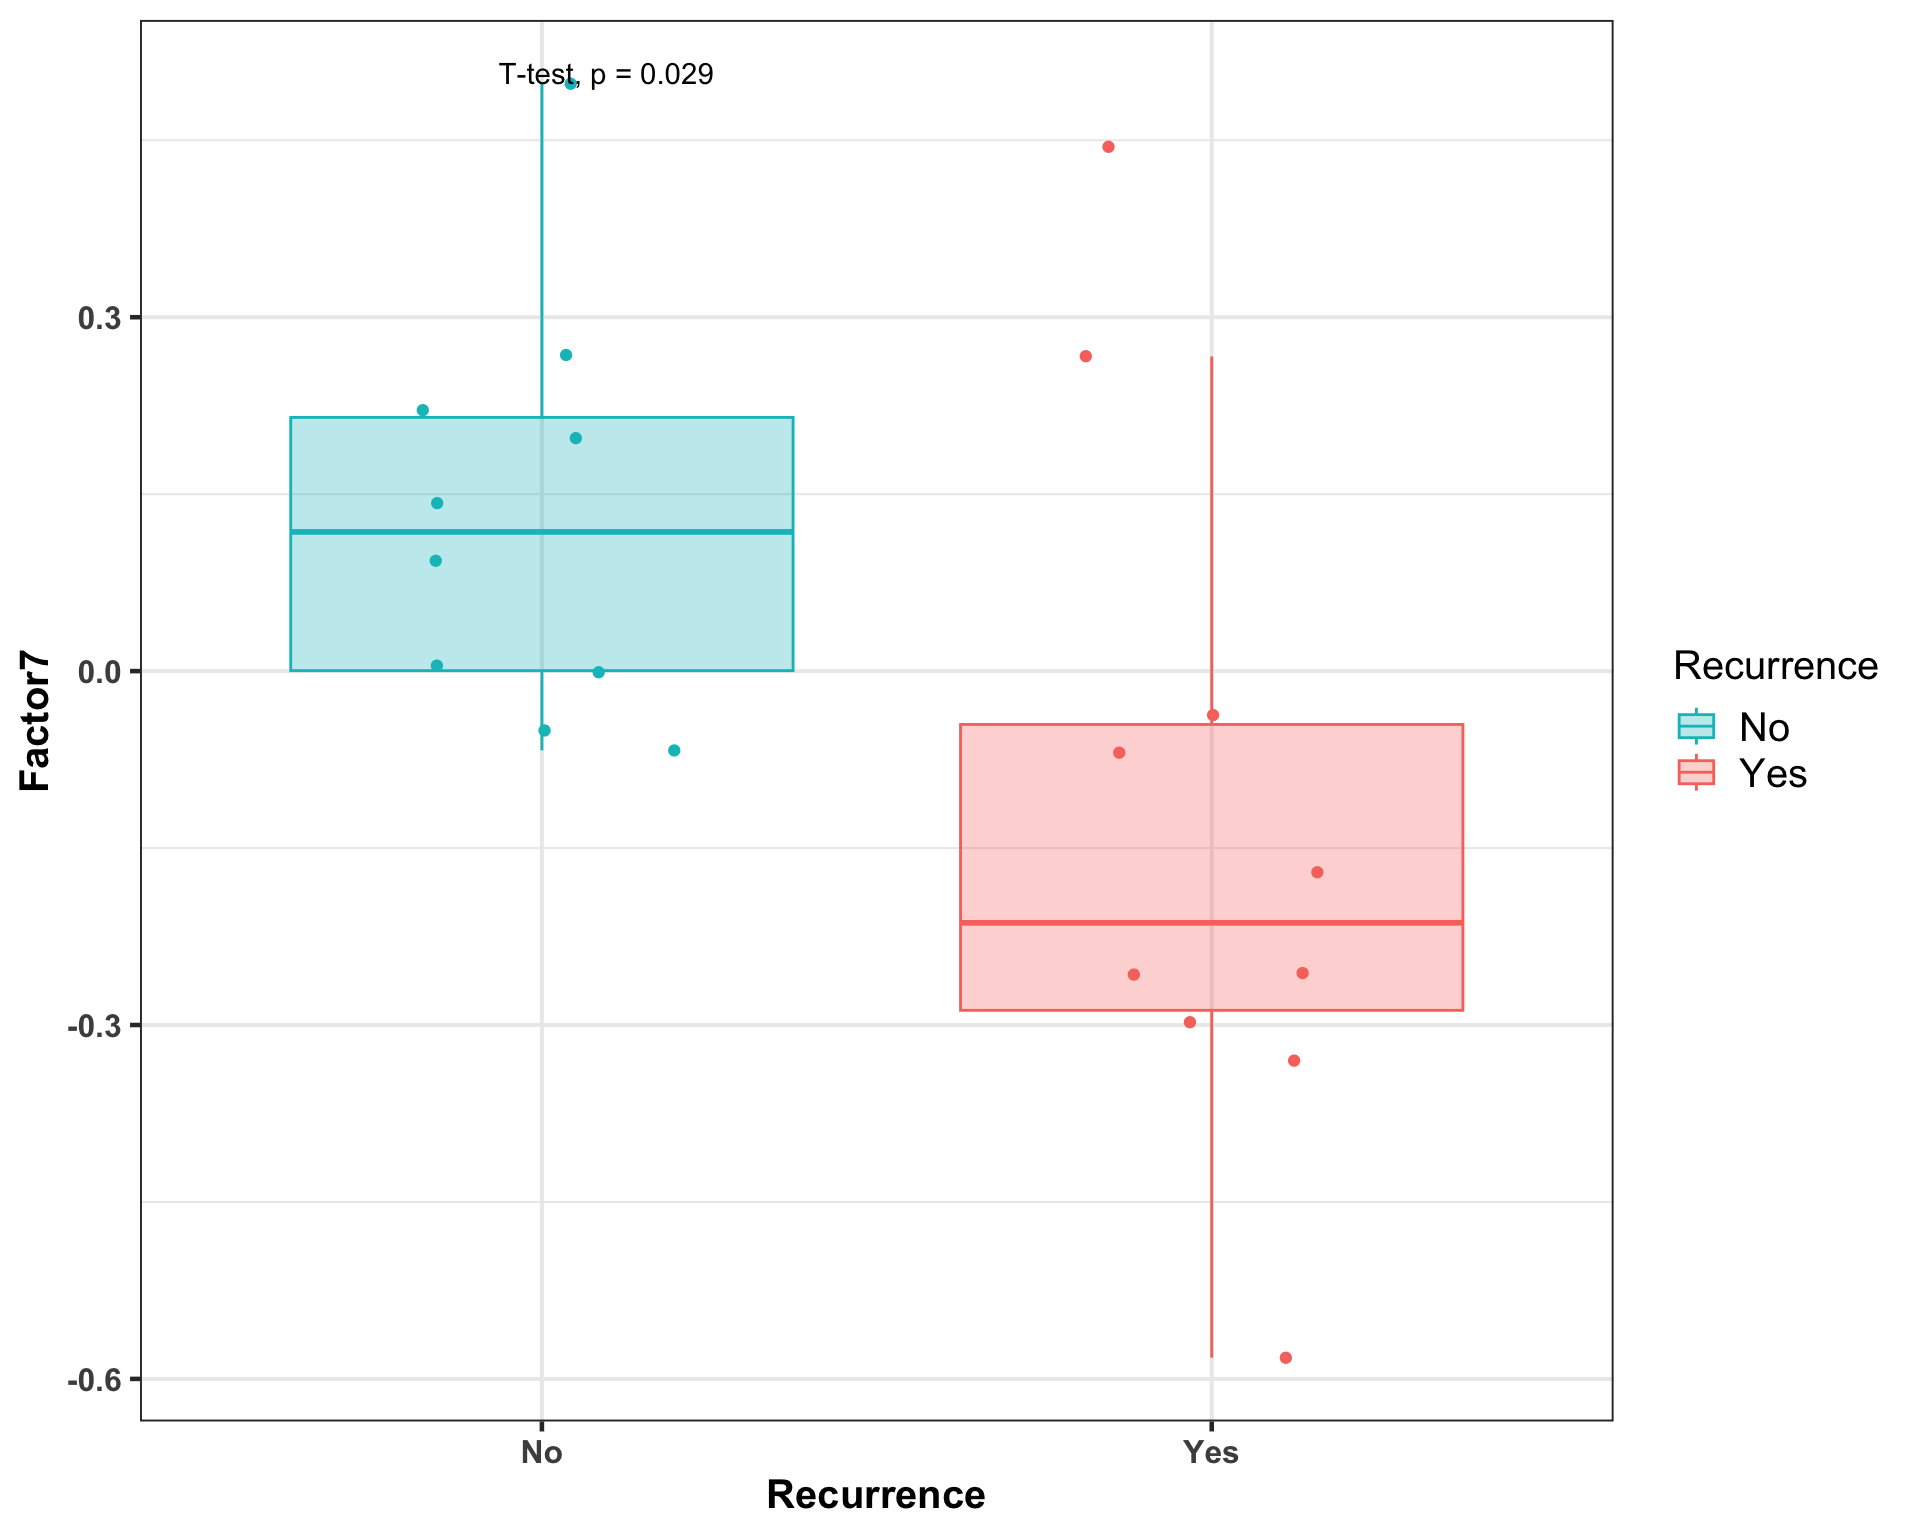 T-test, p = 0.029
0.3
0.0
-0.3
-0.6
Factor7
No
Yes
Recurrence
Recurrence
No
Yes